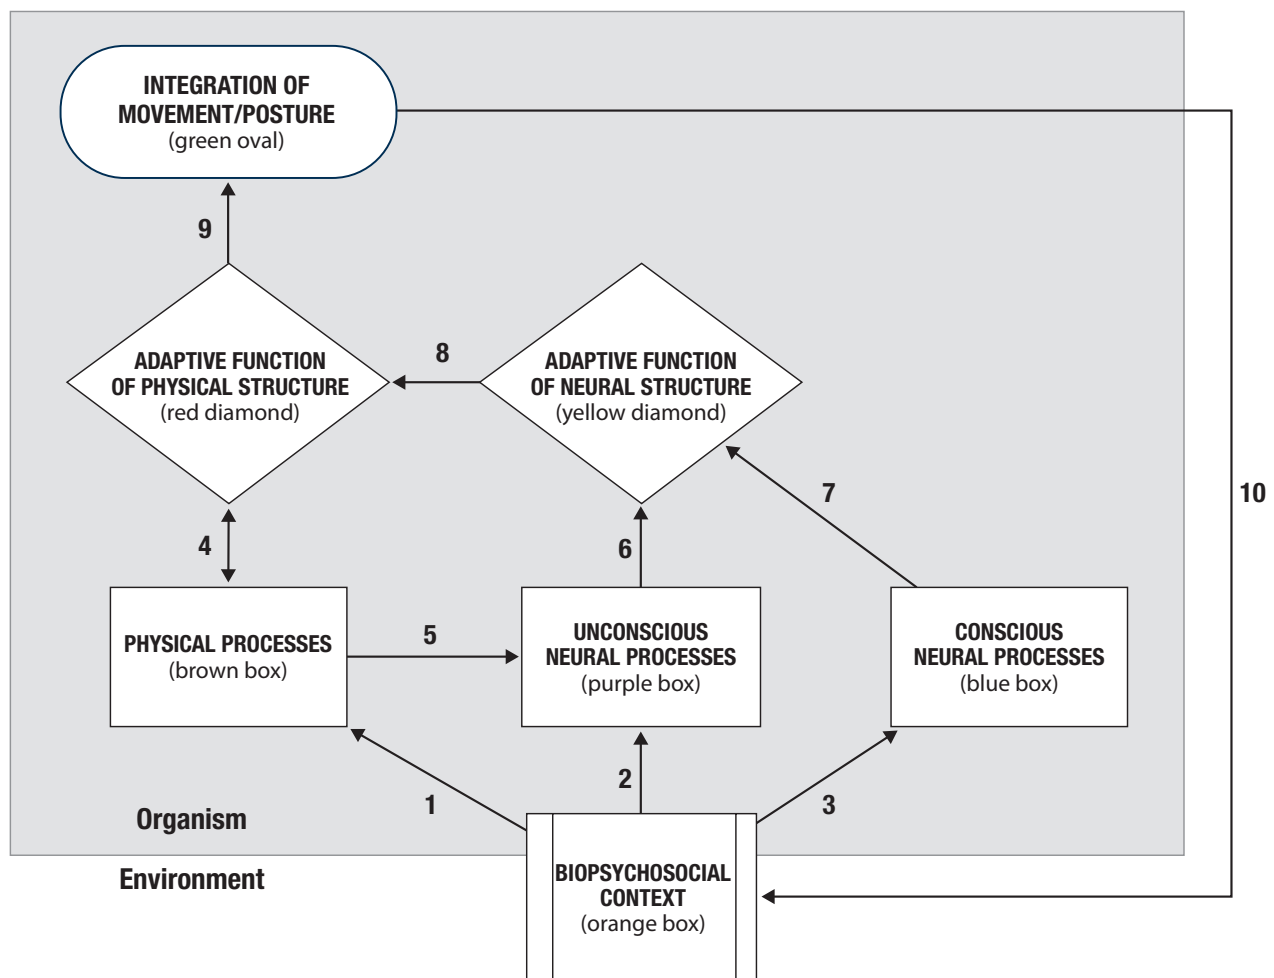 INTEGRATION OF
MOVEMENT/POSTURE
(green oval)
9
ADAPTIVE FUNCTION
OF PHYSICAL STRUCTURE
(red diamond)
8
ADAPTIVE FUNCTION
OF NEURAL STRUCTURE
(yellow diamond)
7
10
4
6
PHYSICAL PROCESSES
(brown box)
5
UNCONSCIOUS
NEURAL PROCESSES
(purple box)
CONSCIOUS
NEURAL PROCESSES
(blue box)
1
2
3
Organism
Environment
BIOPSYCHOSOCIAL
CONTEXT
(orange box)